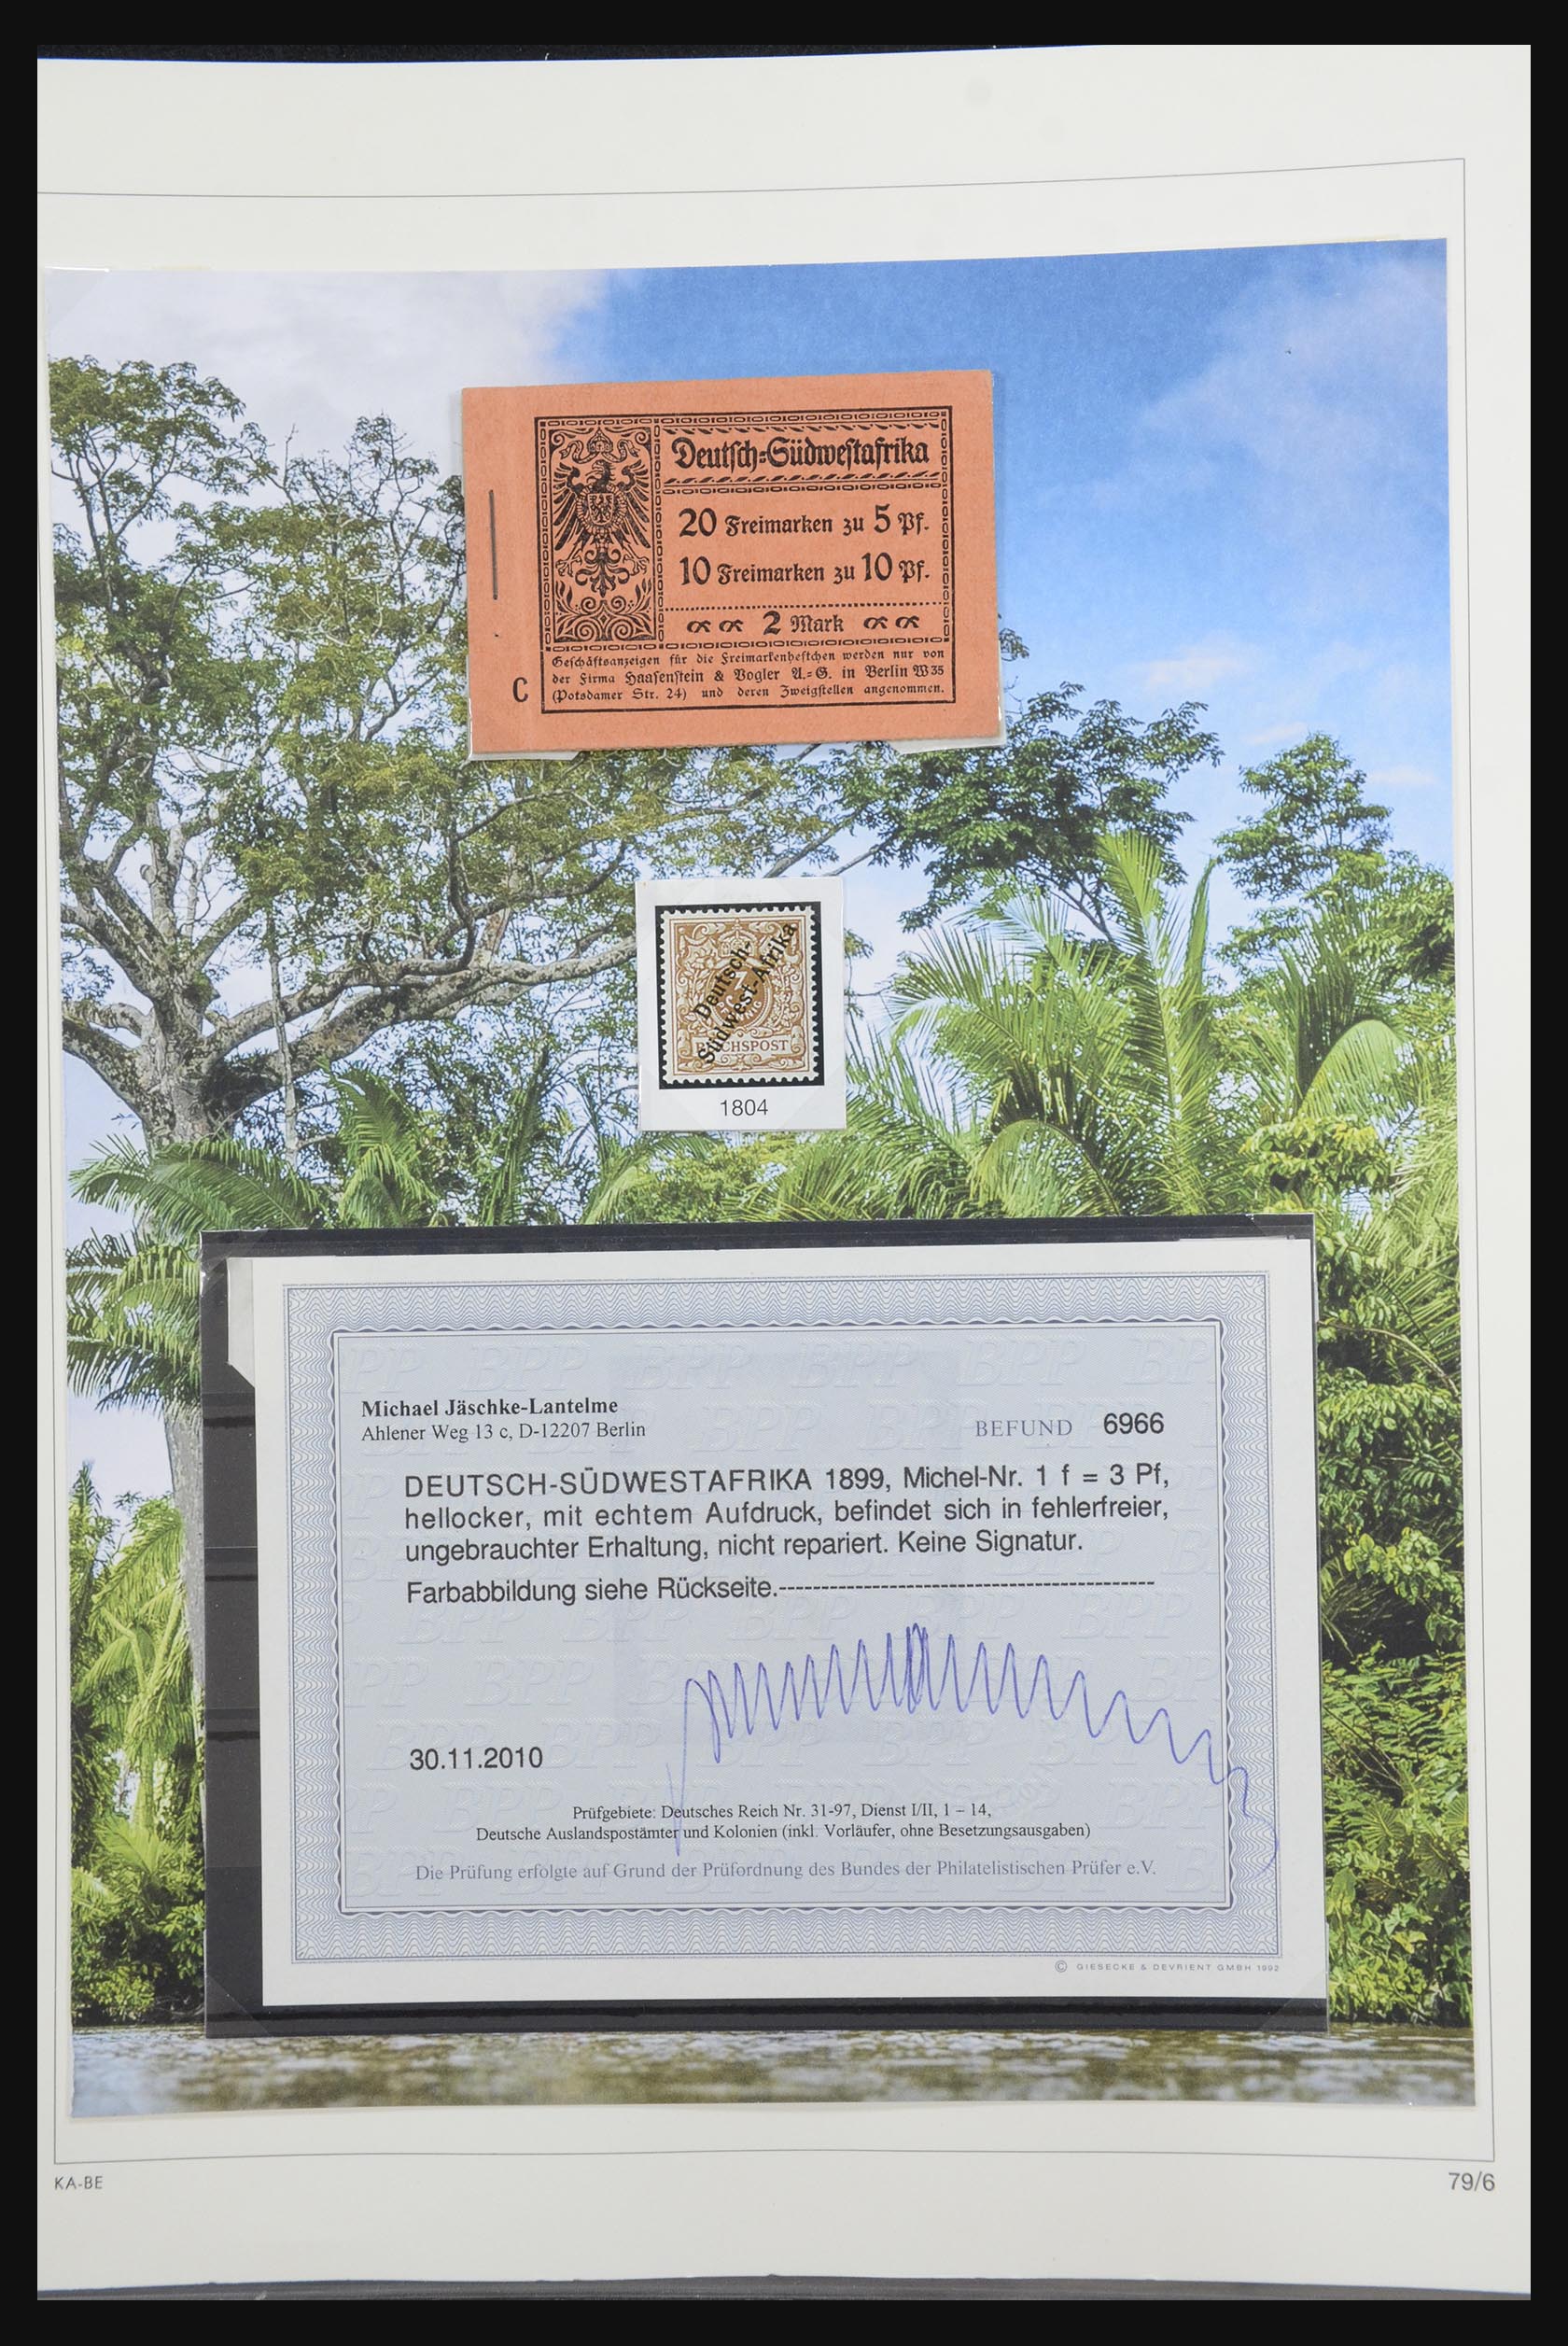 Deutsch-Südwestafrika
20 Freimarken zu 5 Pf.
10 Freimarken zu 10 Pf.
2 Mark
Geschäftsanzeigen für die Freimarkenheftchen werden nur von
der Firma Haasenstein & Vogler A.-G. in Berlin W 35
(Potsdamer Str. 24) und deren Zweigstellen angenommen.
C
Deutsch-
Südwest-Afrika
REICHSPOST
1804
Michael Jäschke-Lantelme
Ahlener Weg 13 c, D-12207 Berlin
BEFUND 6966
DEUTSCH-SÜDWESTAFRIKA 1899, Michel-Nr. 1 f = 3 Pf,
hellocker, mit echtem Aufdruck, befindet sich in fehlerfreier,
ungebrauchter Erhaltung, nicht repariert. Keine Signatur.
Farbabbildung siehe Rückseite.--------------------------------------------
30.11.2010
Prüfgebiete: Deutsches Reich Nr. 31-97, Dienst I/II, 1 – 14,
Deutsche Auslandspostämter und Kolonien (inkl. Vorläufer, ohne Besetzungsausgaben)
Die Prüfung erfolgte auf Grund der Prüfordnung des Bundes der Philatelistischen Prüfer e.V.
© GIESECKE & DEVRIENT GMBH 1992
KA-BE
79/6